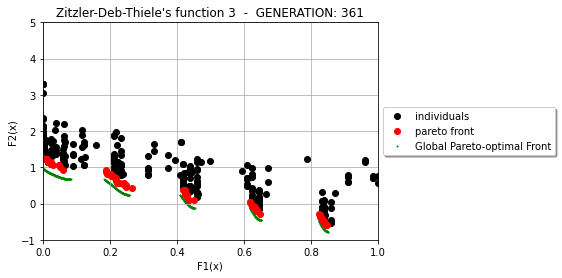 Zitzler-Deb-Thiele's function 3 - GENERATION: 361
5
4
3
2
1
0
−1
F2(x)
0.0 0.2 0.4 0.6 0.8 1.0
F1(x)
individuals
pareto front
Global Pareto-optimal Front